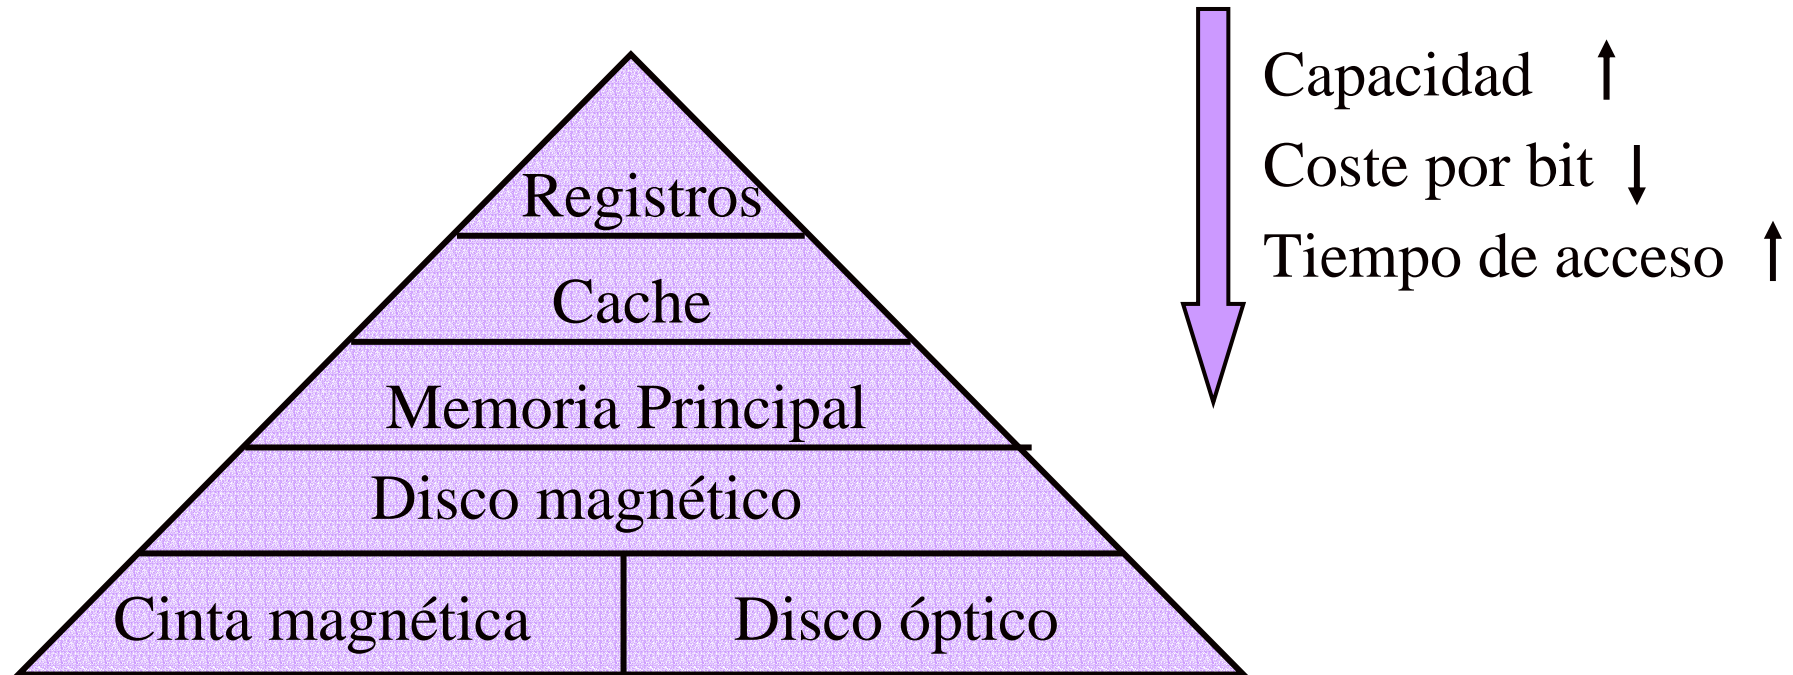 Registros
Cache
Memoria Principal
Disco magnético
Cinta magnética
Disco óptico
Capacidad ↑
Coste por bit ↓
Tiempo de acceso ↑